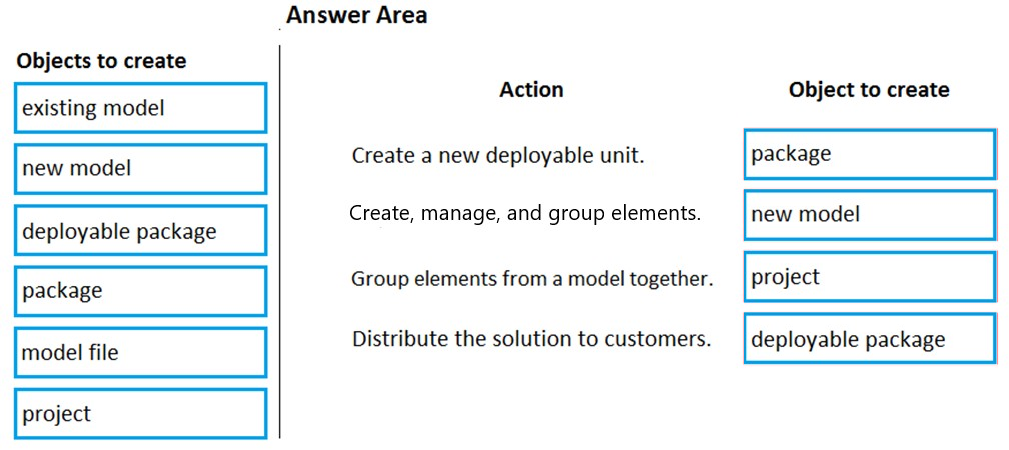 Answer Area
Objects to create
existing model
new model
deployable package
package
model file
project
Action
Object to create
Create a new deployable unit.
package
Create, manage, and group elements.
new model
Group elements from a model together.
project
Distribute the solution to customers.
deployable package